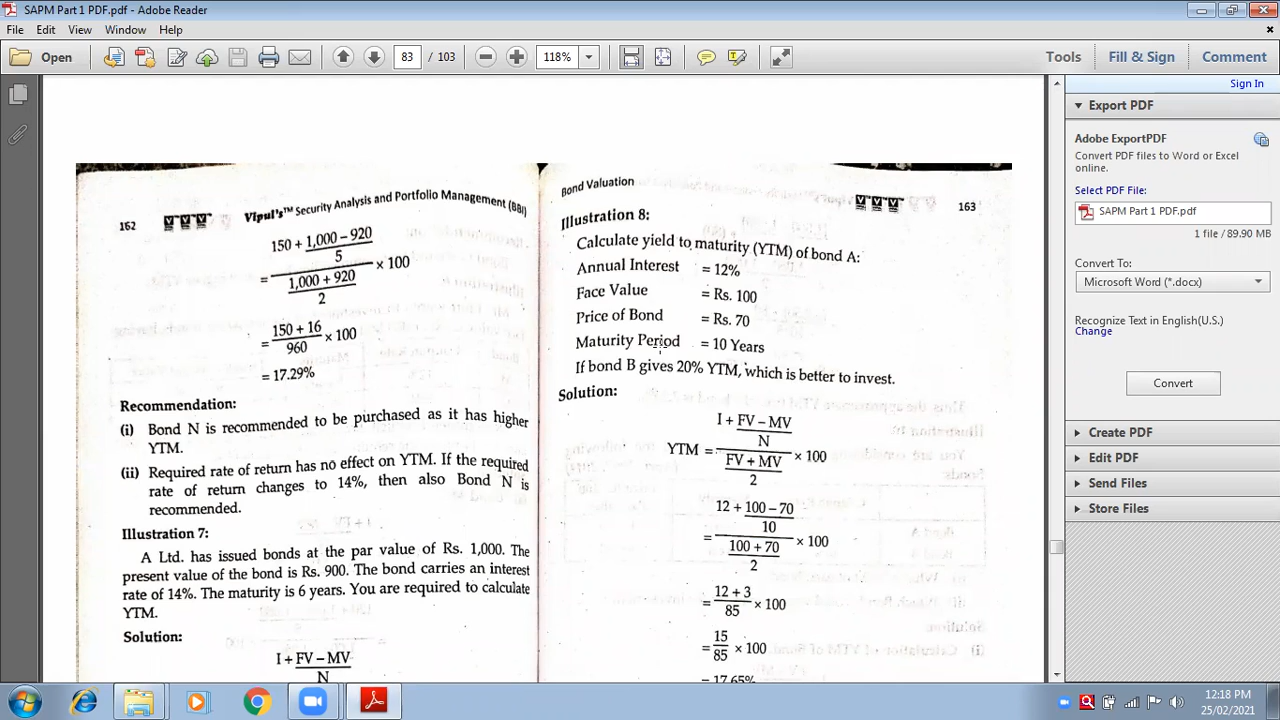 SAPM Part 1 PDF.pdf - Adobe Reader
File Edit View Window Help
Open
83 / 103
118%
Tools Fill & Sign Comment
Sign In
Export PDF
Adobe ExportPDF
Convert PDF files to Word or Excel
online.
Select PDF File:
SAPM Part 1 PDF.pdf
1 file / 89.90 MB
Convert To:
Microsoft Word (*.docx)
Recognize Text in English(U.S.)
Change
Convert
Create PDF
Edit PDF
Send Files
Store Files
162 VVV Vipul's™ Security Analysis and Portfolio Management (BBI)
150 + 1,000 – 920
5
= × 100
1,000 + 920
2
= 150 + 16 × 100
960
= 17.29%
Recommendation:
(i) Bond N is recommended to be purchased as it has higher
YTM.
(ii) Required rate of return has no effect on YTM. If the required
rate of return changes to 14%, then also Bond N is
recommended.
Illustration 7:
A Ltd. has issued bonds at the par value of Rs. 1,000. The
present value of the bond is Rs. 900. The bond carries an interest
rate of 14%. The maturity is 6 years. You are required to calculate
YTM.
Solution:
I + FV – MV
N
Bond Valuation VVV 163
Illustration 8:
Calculate yield to maturity (YTM) of bond A:
Annual Interest = 12%
Face Value = Rs. 100
Price of Bond = Rs. 70
Maturity Period = 10 Years
If bond B gives 20% YTM, which is better to invest.
Solution:
I + FV – MV
N
YTM = × 100
FV + MV
2
12 + 100 – 70
10
= × 100
100 + 70
2
= 12 + 3 × 100
85
= 15 × 100
85
= 17.65%
12:18 PM
25/02/2021